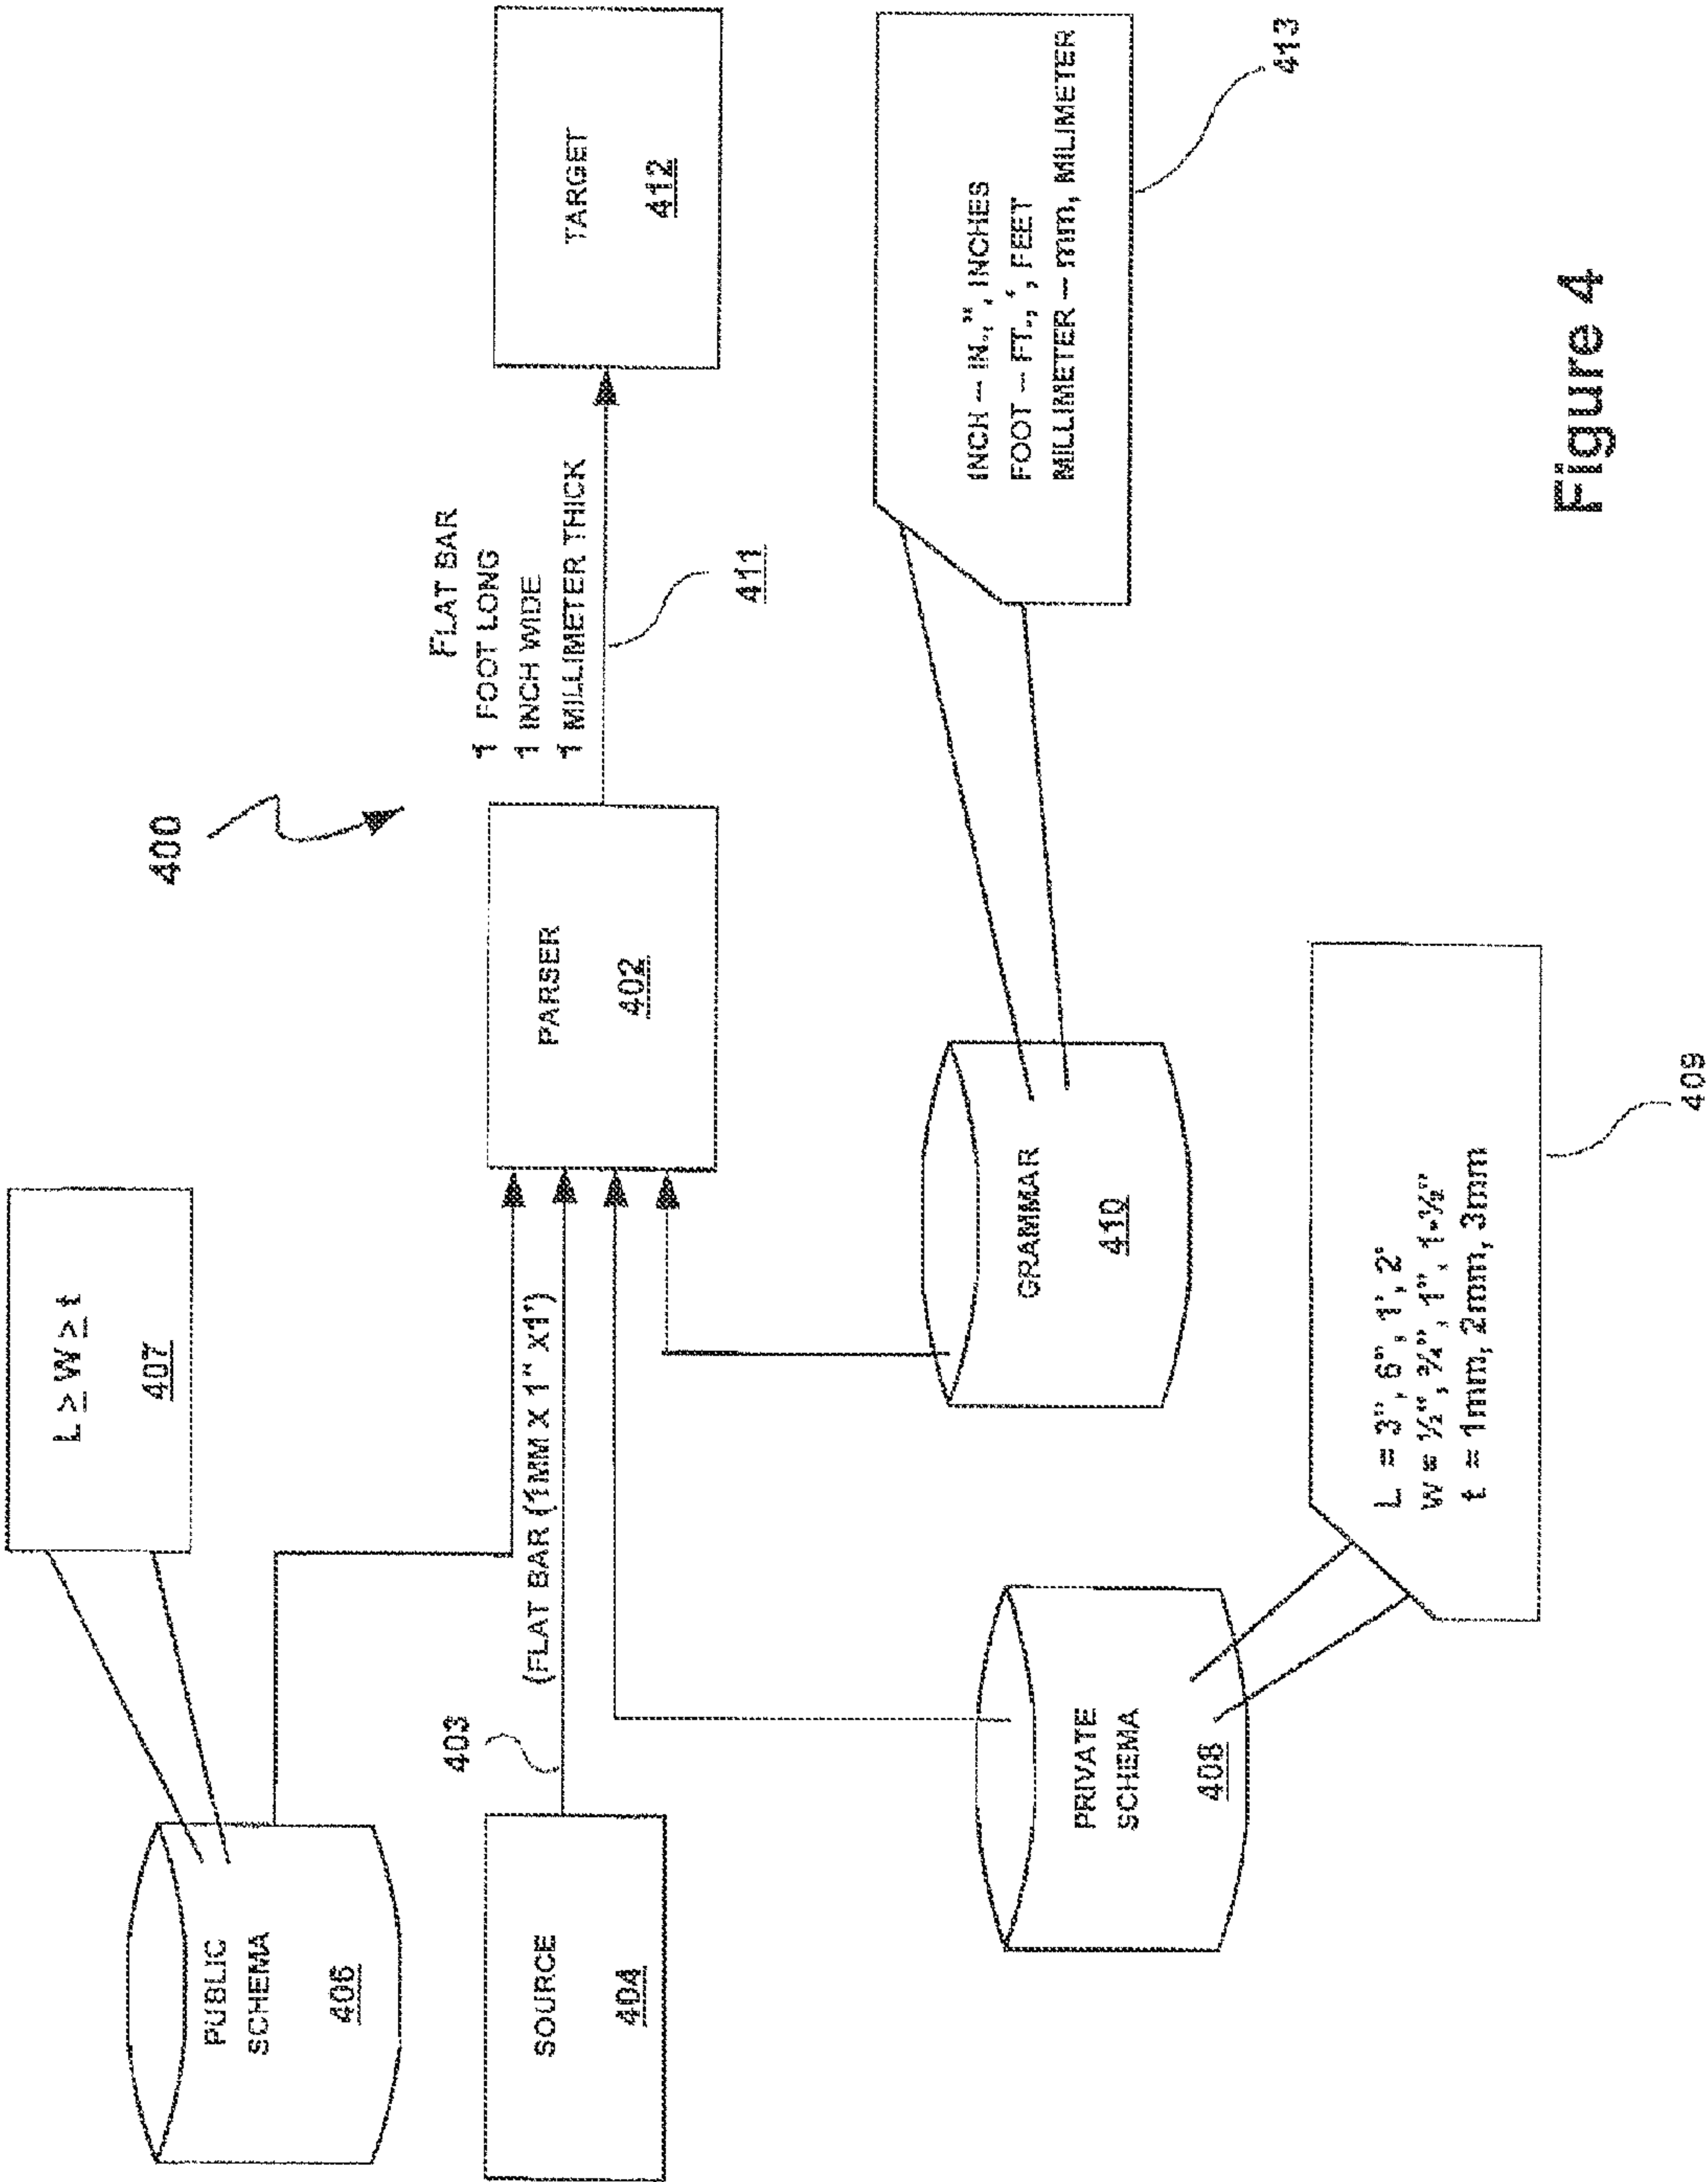 400
PUBLIC
SCHEMA
406
L ≥ W ≥ t
407
SOURCE
404
403
(FLAT BAR (1MM X 1" X1')
PARSER
402
FLAT BAR
1 FOOT LONG
1 INCH WIDE
1 MILLIMETER THICK
411
TARGET
412
PRIVATE
SCHEMA
408
GRAMMAR
410
INCH – IN.,", INCHES
FOOT – FT., ‘, FEET
MILLIMETER – mm, MILIMETER
413
L = 3", 6", 1', 2'
W = ½", ¾", 1",
t = 1mm, 2mm, 3mm
409
Figure 4